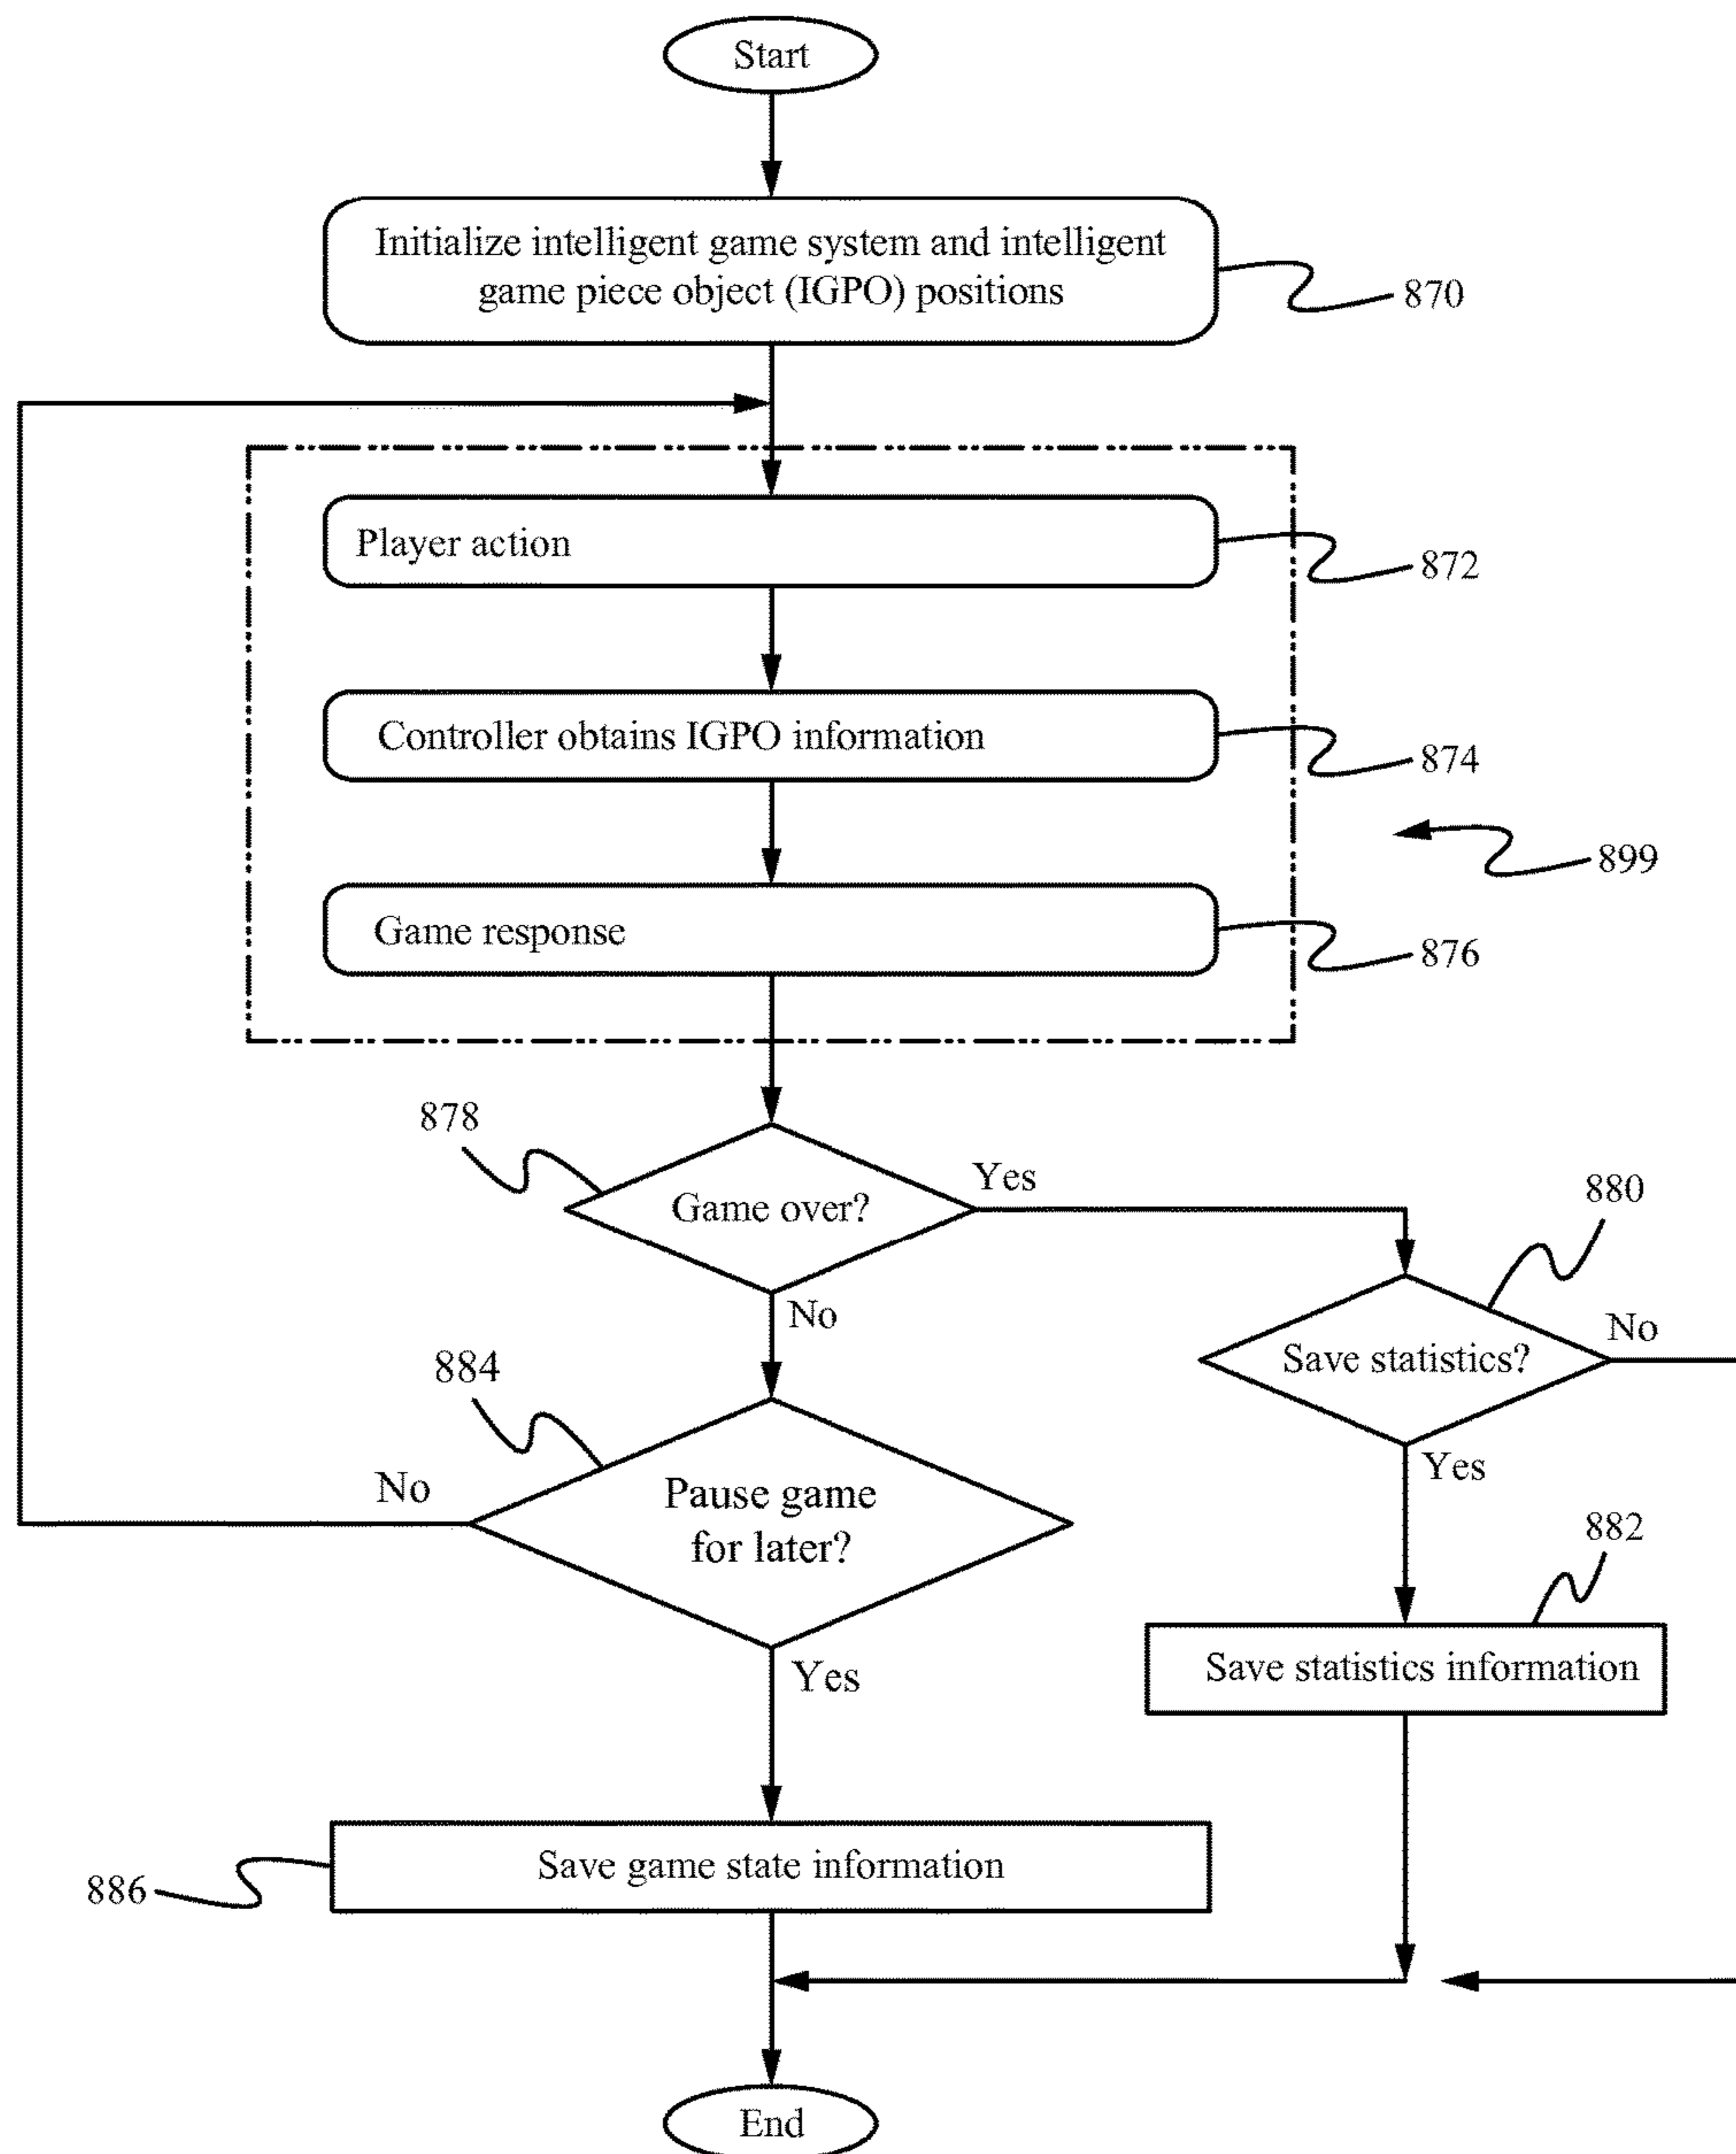 Start
Initialize intelligent game system and intelligent
game piece object (IGPO) positions
870
Player action
872
Controller obtains IGPO information
874
899
Game response
876
878
Game over?
Yes
No
880
Save statistics?
No
Yes
884
No
Pause game
for later?
Yes
882
Save statistics information
Save game state information
886
End